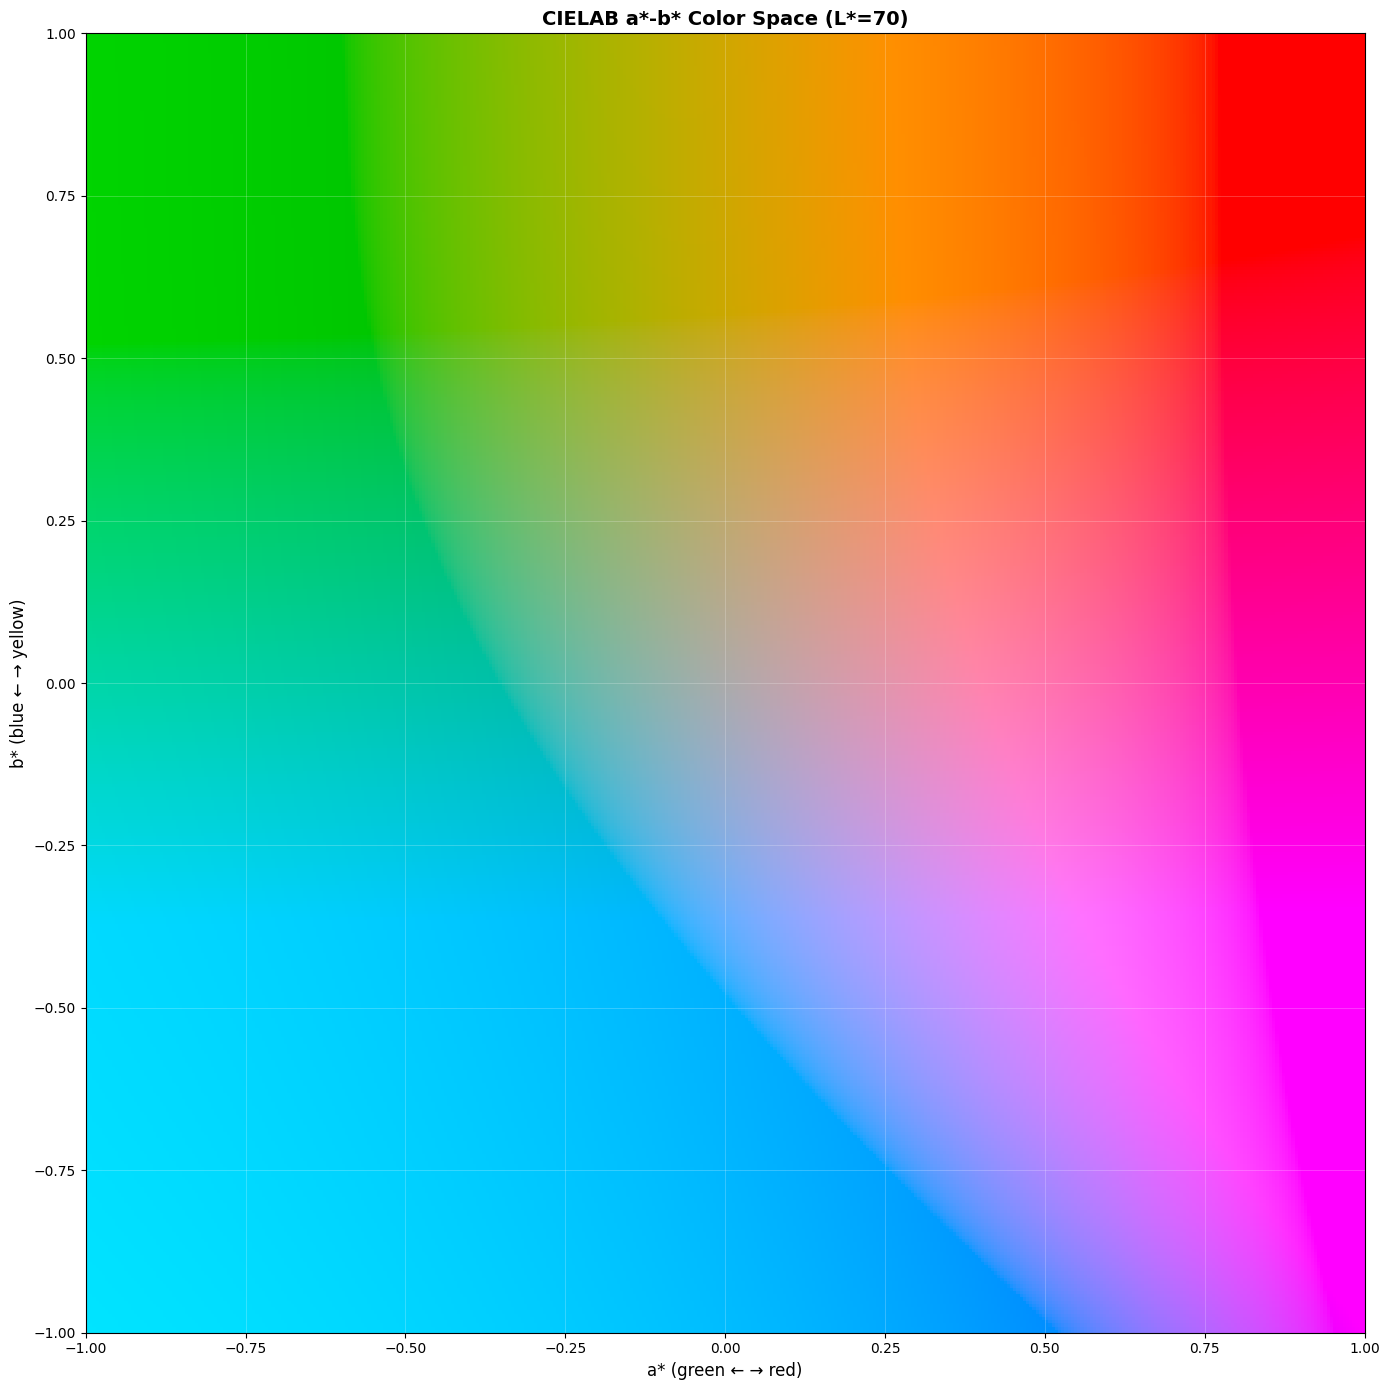 CIELAB a*-b* Color Space (L*=70)
1.00
0.75
0.50
0.25
0.00
−0.25
−0.50
−0.75
−1.00
b* (blue ← → yellow)
−1.00 −0.75 −0.50 −0.25 0.00 0.25 0.50 0.75 1.00
a* (green ← → red)